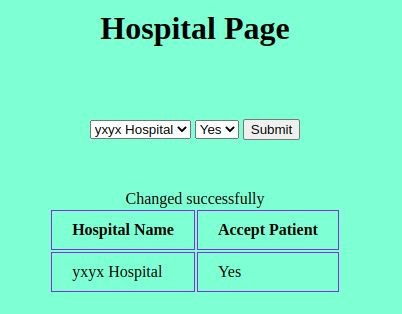 Hospital Page
yxyx Hospital Yes Submit
Changed successfully
Hospital Name Accept Patient
yxyx Hospital Yes